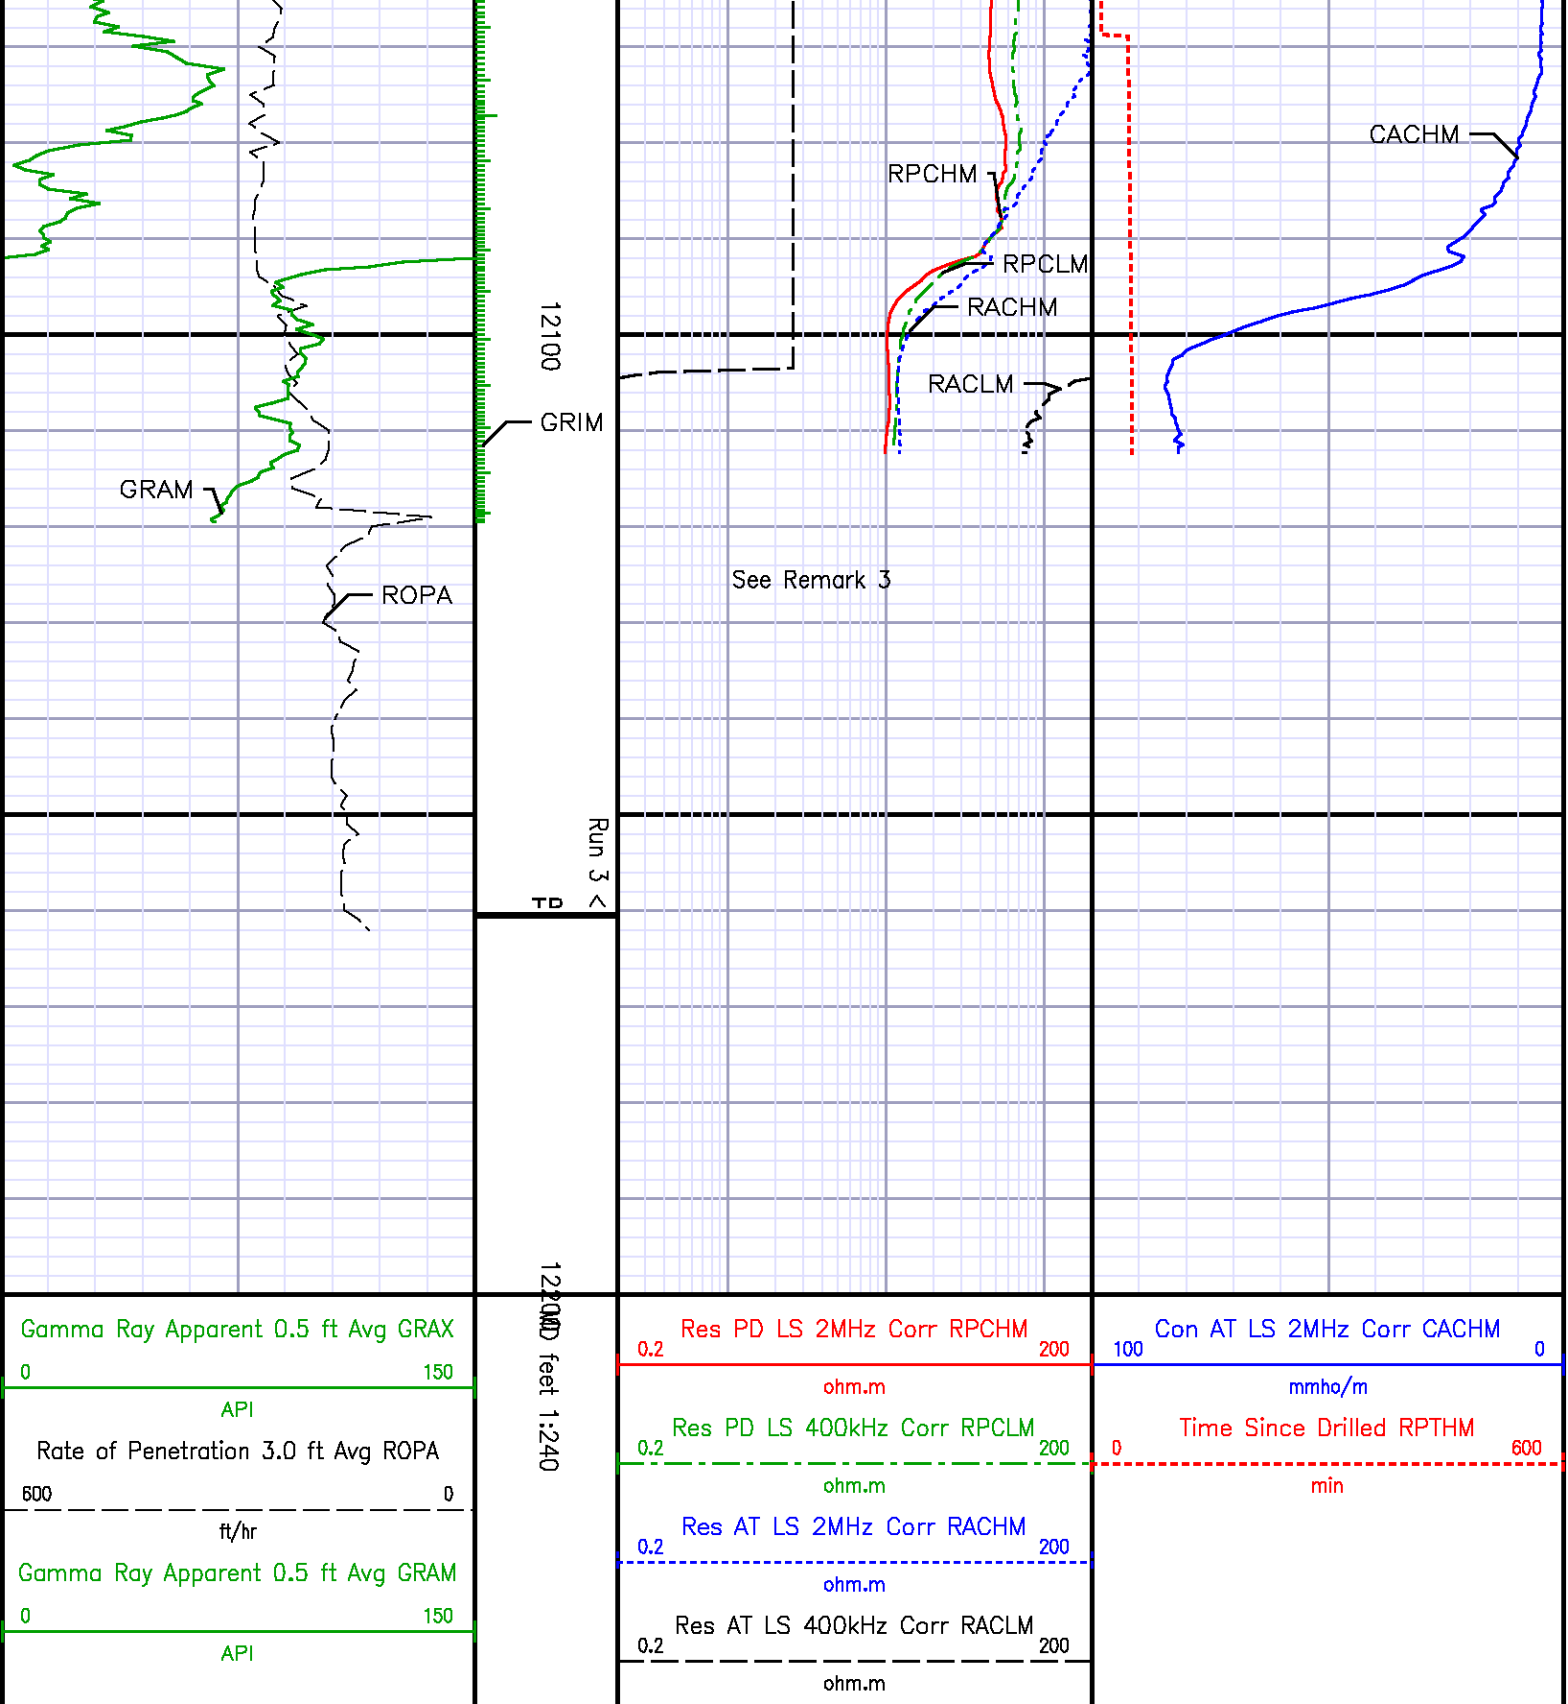 CACHM
RPCHM
RPCLM
RACHM
12100
RACLM
GRIM
GRAM
See Remark 3
ROPA
Run 3 <
TD
12200
MD feet 1:240
Gamma Ray Apparent 0.5 ft Avg GRAX
0 150
API
Rate of Penetration 3.0 ft Avg ROPA
600 0
ft/hr
Gamma Ray Apparent 0.5 ft Avg GRAM
0 150
API
Res PD LS 2MHz Corr RPCHM
0.2 200
ohm.m
Res PD LS 400kHz Corr RPCLM
0.2 200
ohm.m
Res AT LS 2MHz Corr RACHM
0.2 200
ohm.m
Res AT LS 400kHz Corr RACLM
0.2 200
ohm.m
Con AT LS 2MHz Corr CACHM
100 0
mmho/m
Time Since Drilled RPTHM
0 600
min